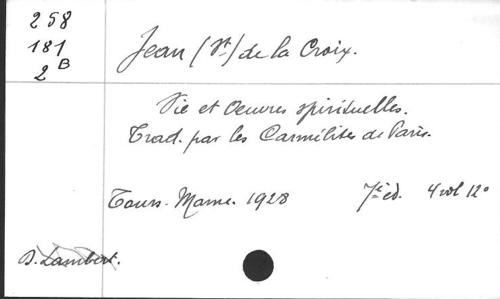 258
181
2 B
Jean (St) de la Croix.
Vie et Oeuvres spirituelles.
Trad. par les Carmélites de Paris.
Tours. Mame. 1928 7e éd. 4 vol 12°
D. Lambert.